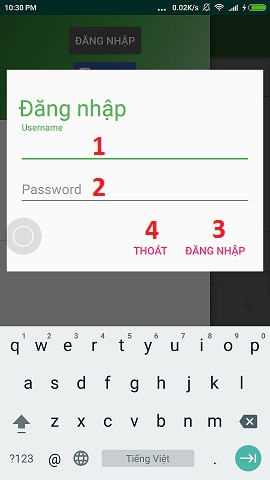 10:30 PM ... 0.02K/s
ĐĂNG NHẬP
Đăng nhập
Username
1
Password 2
4 3
THOÁT ĐĂNG NHẬP
1 2 3 4 5 6 7 8 9 0
q w e r t y u i o p
a s d f g h j k l
z x c v b n m
?123 @ Tiếng Việt .